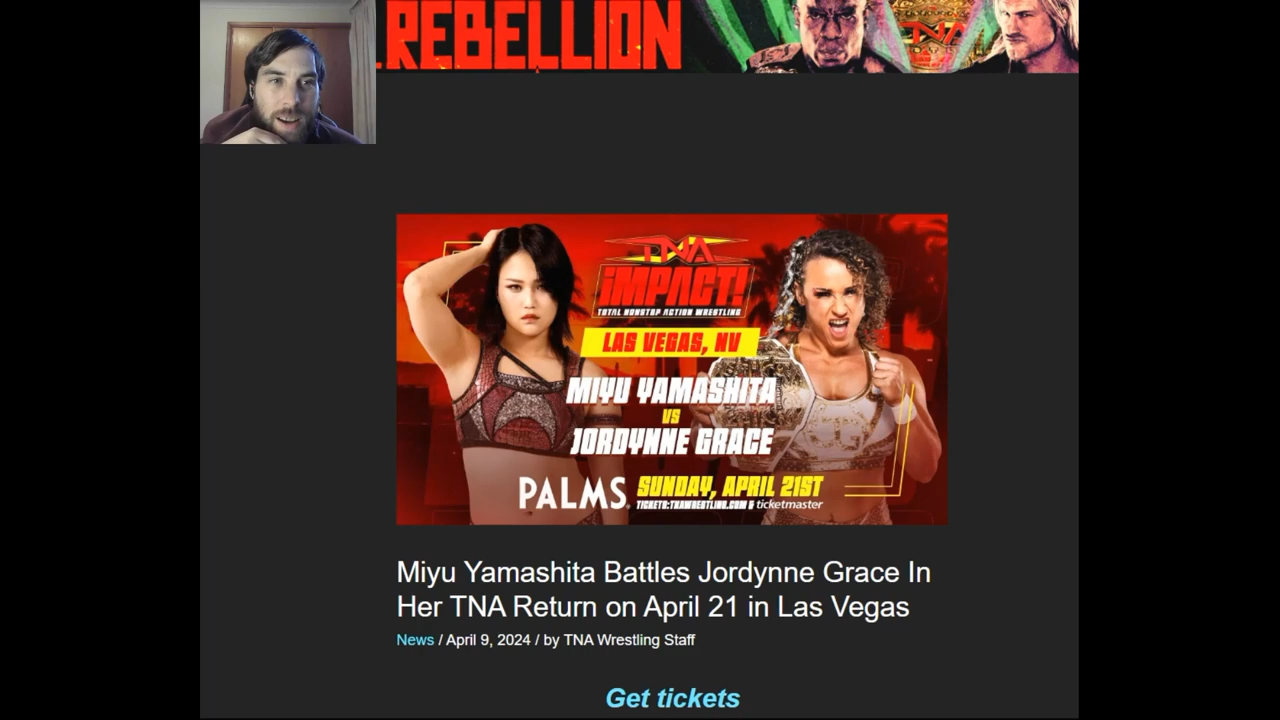 REBELLION
TNA
TNA
iMPACT!
TOTAL NONSTOP ACTION WRESTLING
LAS VEGAS, NV
MIYU YAMASHITA
VS
JORDYNNE GRACE
PALMS
SUNDAY, APRIL 21ST
TICKETS:TNAWRESTLING.COM & ticketmaster
Miyu Yamashita Battles Jordynne Grace In
Her TNA Return on April 21 in Las Vegas
News / April 9, 2024 / by TNA Wrestling Staff
Get tickets